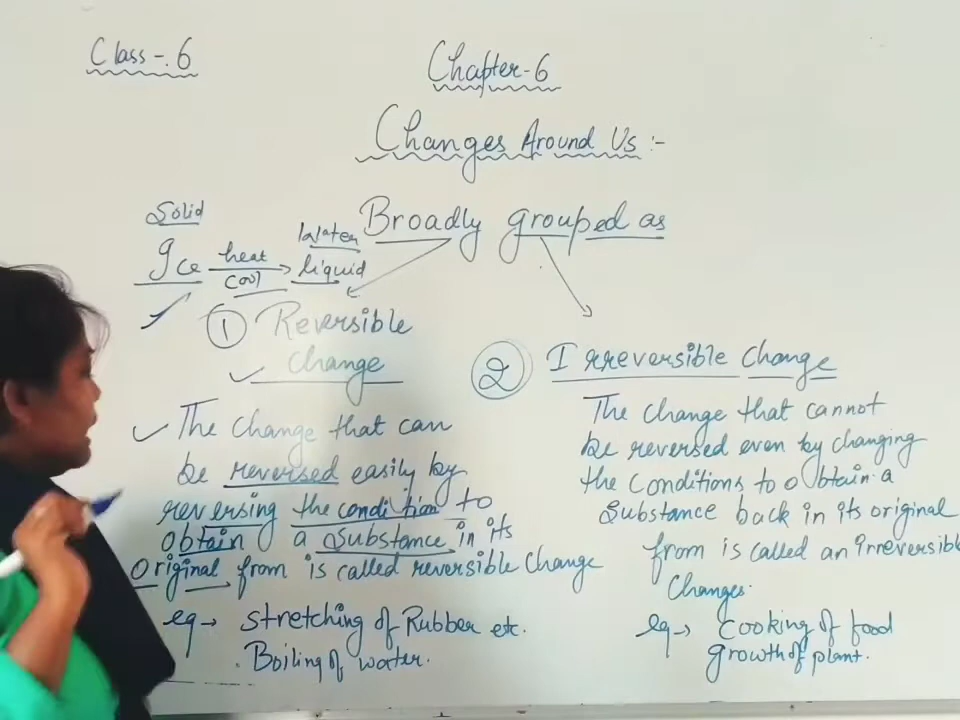 Class-.6
Chapter-6
Changes Around Us :-
Broadly grouped as
Solid
Ice heat cool water liquid
① Reversible
change
The change that can
be reversed easily by
reversing the condition to
obtain a substance in its
Original from is called reversible Change
eg→ Stretching of Rubber etc.
Boiling of water.
② Irreversible Change
The change that cannot
be reversed even by changing
the conditions to obtain a
Substance back in its original
from is called an irreversible
Changes.
eg→ Cooking of food
Growth of plant.